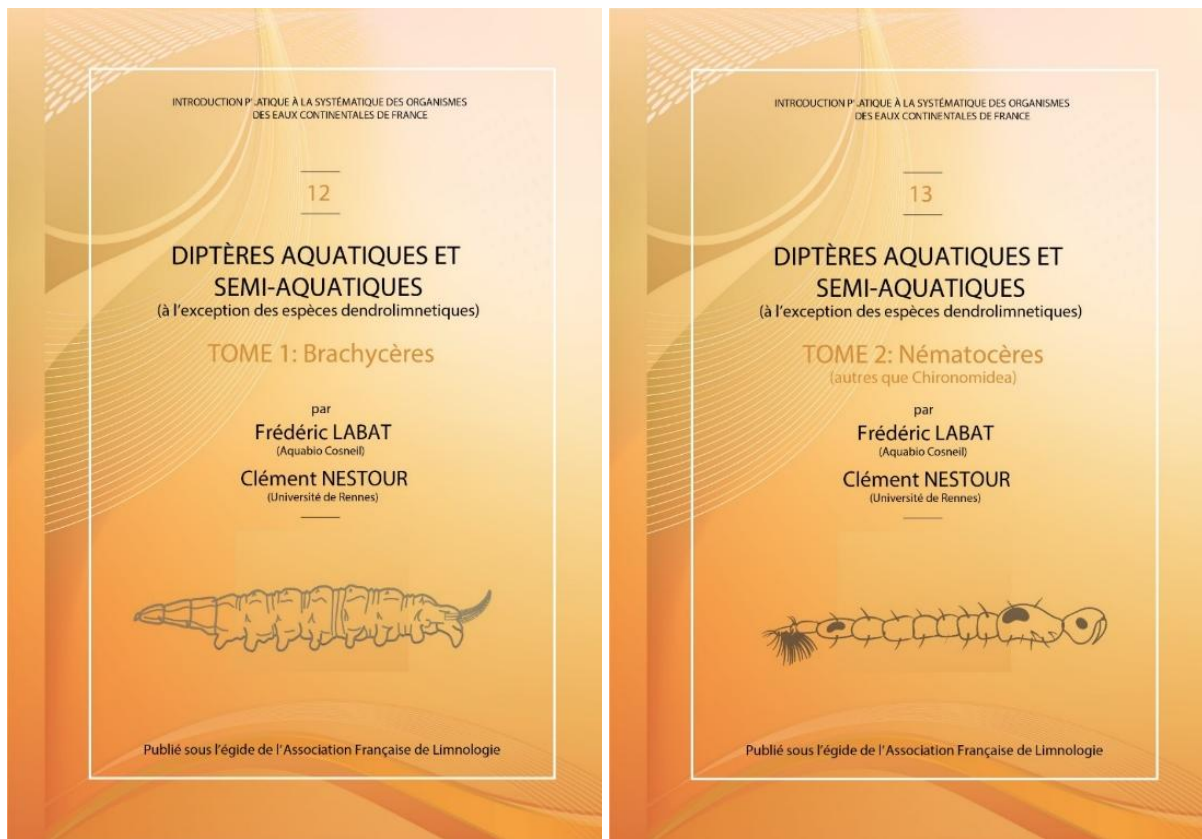 INTRODUCTION P'.ATIQUE À LA SYSTÉMATIQUE DES ORGANISMES
DES EAUX CONTINENTALES DE FRANCE
12
DIPTÈRES AQUATIQUES ET
SEMI-AQUATIQUES
(à l'exception des espèces dendrolimnetiques)
TOME 1: Brachycères
par
Frédéric LABAT
(Aquabio Cosneil)
Clément NESTOUR
(Université de Rennes)
Publié sous l'égide de l'Association Française de Limnologie
INTRODUCTION P'.ATIQUE À LA SYSTÉMATIQUE DES ORGANISMES
DES EAUX CONTINENTALES DE FRANCE
13
DIPTÈRES AQUATIQUES ET
SEMI-AQUATIQUES
(à l'exception des espèces dendrolimnetiques)
TOME 2: Nématocères
(autres que Chironomidea)
par
Frédéric LABAT
(Aquabio Cosneil)
Clément NESTOUR
(Université de Rennes)
Publié sous l'égide de l'Association Française de Limnologie